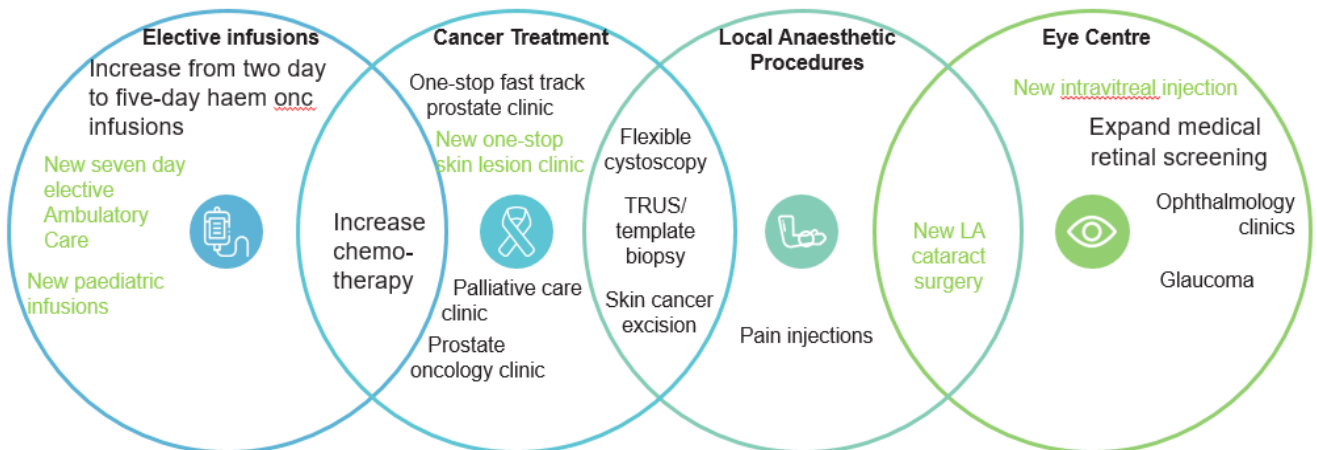 Elective infusions
Increase from two day
to five-day haem onc
infusions
New seven day
elective
Ambulatory
Care
New paediatric
infusions
Increase
chemo-
therapy
Cancer Treatment
One-stop fast track
prostate clinic
New one-stop
skin lesion clinic
Palliative care
clinic
Prostate
oncology clinic
Flexible
cystoscopy
TRUS/
template
biopsy
Skin cancer
excision
Local Anaesthetic
Procedures
Pain injections
New LA
cataract
surgery
Eye Centre
New intravitreal injection
Expand medical
retinal screening
Ophthalmology
clinics
Glaucoma